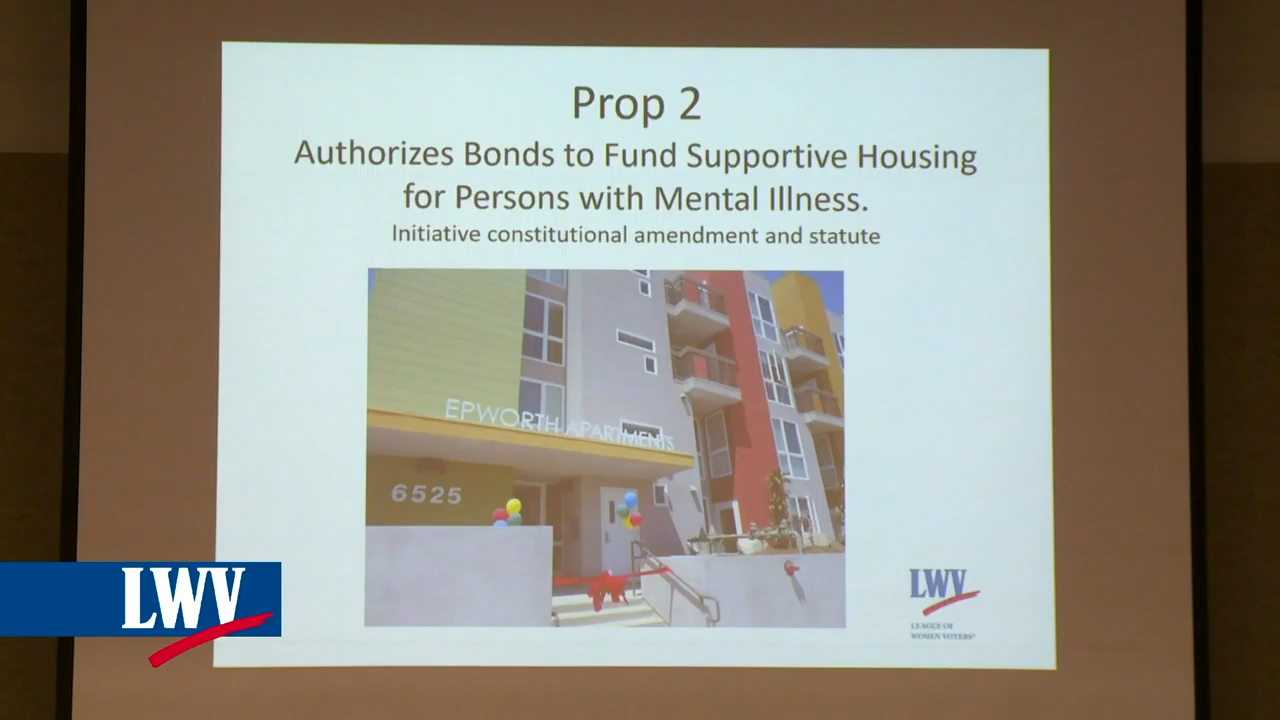 Prop 2
Authorizes Bonds to Fund Supportive Housing
for Persons with Mental Illness.
Initiative constitutional amendment and statute
EPWORTH APARTMENTS
6525
LWV
LWV
LEAGUE OF
WOMEN VOTERS®